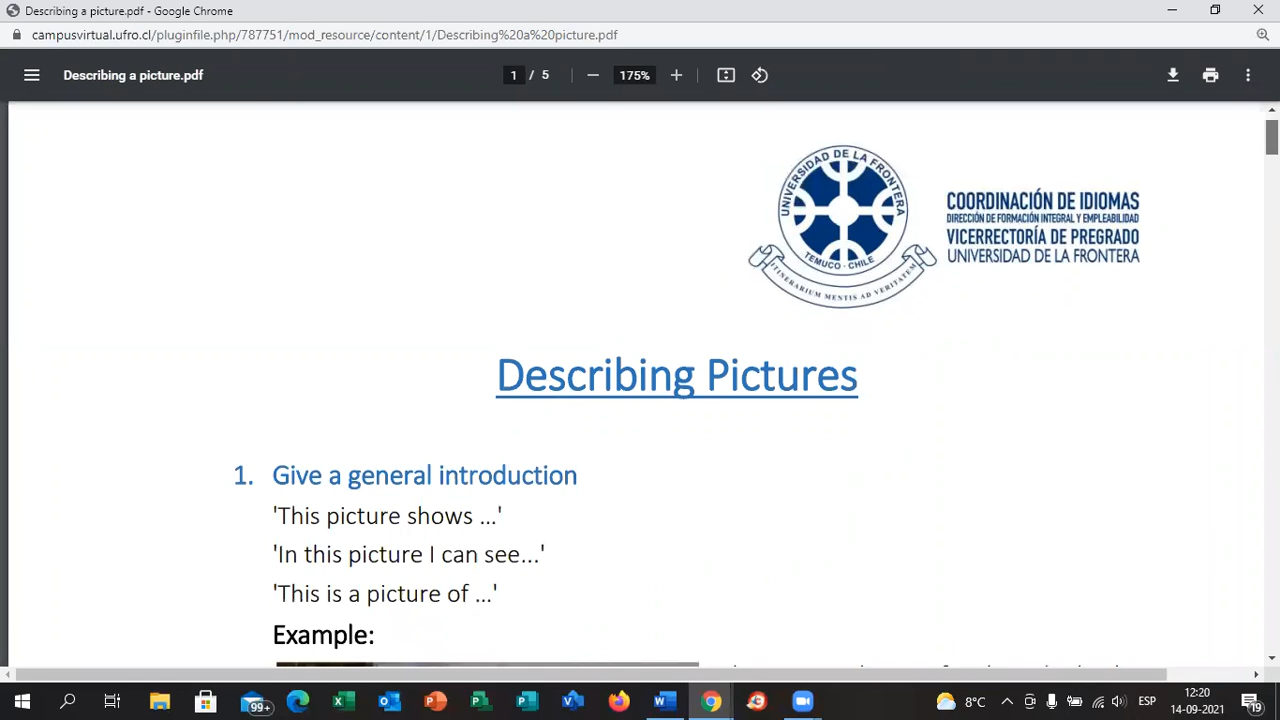 Describing a picture.pdf - Google Chrome
campusvirtual.ufro.cl/pluginfile.php/787751/mod_resource/content/1/Describing%20a%20picture.pdf
Describing a picture.pdf
1 / 5
175%
UNIVERSIDAD DE LA FRONTERA
TEMUCO - CHILE
ITINERARIUM MENTIS AD VERITATEM
COORDINACIÓN DE IDIOMAS
DIRECCIÓN DE FORMACIÓN INTEGRAL Y EMPLEABILIDAD
VICERRECTORÍA DE PREGRADO
UNIVERSIDAD DE LA FRONTERA
Describing Pictures
1. Give a general introduction
'This picture shows ...'
'In this picture I can see...'
'This is a picture of ...'
Example:
99+
8°C
ESP
12:20
14-09-2021
19